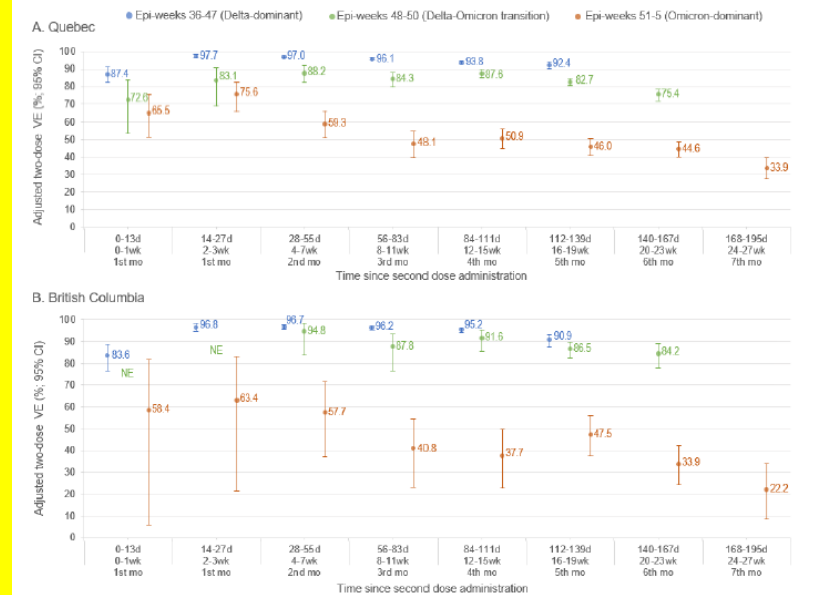 Epi-weeks 36-47 (Delta-dominant) Epi-weeks 48-50 (Delta-Omicron transition) Epi-weeks 51-5 (Omicron-dominant)
A. Quebec
Adjusted two-dose VE (%; 95% CI)
100
90
80
70
60
50
40
30
20
10
0
87.4 97.7 97.0 96.1 93.8 92.4
72.6 83.1 88.2 84.3 87.6 82.7 75.4
65.5 75.6 59.3 48.1 50.9 46.0 44.6 33.9
0-13d 14-27d 28-55d 56-83d 84-111d 112-139d 140-167d 168-195d
0-1wk 2-3wk 4-7wk 8-11wk 12-15wk 16-19wk 20-23wk 24-27wk
1st mo 1st mo 2nd mo 3rd mo 4th mo 5th mo 6th mo 7th mo
Time since second dose administration
B. British Columbia
Adjusted two-dose VE (%; 95% CI)
100
90
80
70
60
50
40
30
20
10
0
83.6 96.8 96.7 96.2 95.2 90.9
NE NE 94.8 87.8 91.6 86.5 84.2
58.4 63.4 57.7 40.8 37.7 47.5 33.9 22.2
0-13d 14-27d 28-55d 56-83d 84-111d 112-139d 140-167d 168-195d
0-1wk 2-3wk 4-7wk 8-11wk 12-15wk 16-19wk 20-23wk 24-27wk
1st mo 1st mo 2nd mo 3rd mo 4th mo 5th mo 6th mo 7th mo
Time since second dose administration